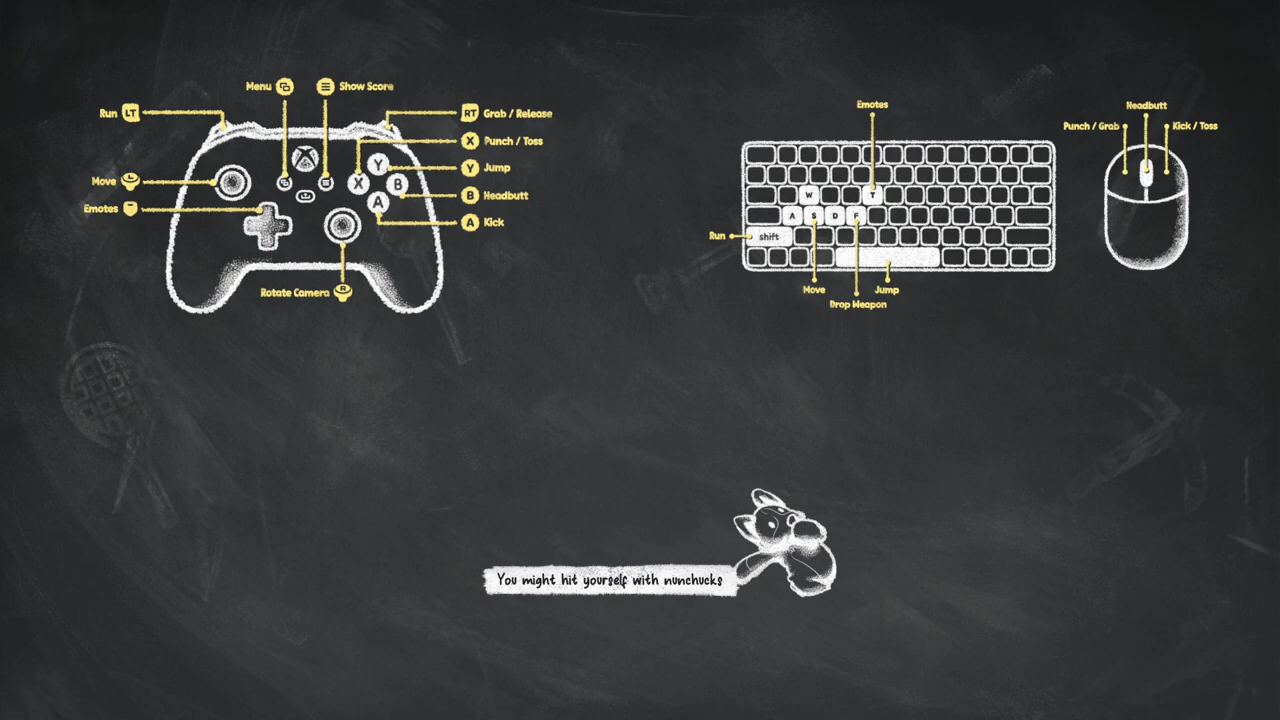 Menu
Show Score
Run LT
RT Grab / Release
X Punch / Toss
Y Jump
B Headbutt
A Kick
Move L
Emotes
Y
X
B
A
Rotate Camera R
Emotes
W
A S D F
shift
Run
Move
Jump
Drop Weapon
Headbutt
Punch / Grab
Kick / Toss
You might hit yourself with nunchucks